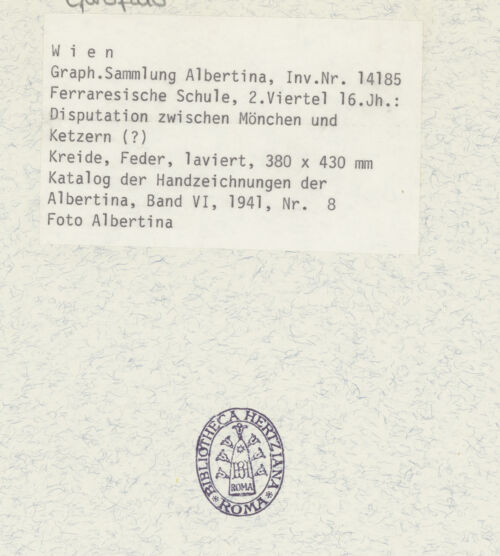 W i e n
Graph.Sammlung Albertina, Inv.Nr. 14185
Ferraresische Schule, 2.Viertel 16.Jh.:
Disputation zwischen Mönchen und
Ketzern (?)
Kreide, Feder, laviert, 380 x 430 mm
Katalog der Handzeichnungen der
Albertina, Band VI, 1941, Nr. 8
Foto Albertina
BIBLIOTHECA HERTZIANA
ROMA
* ROMA *